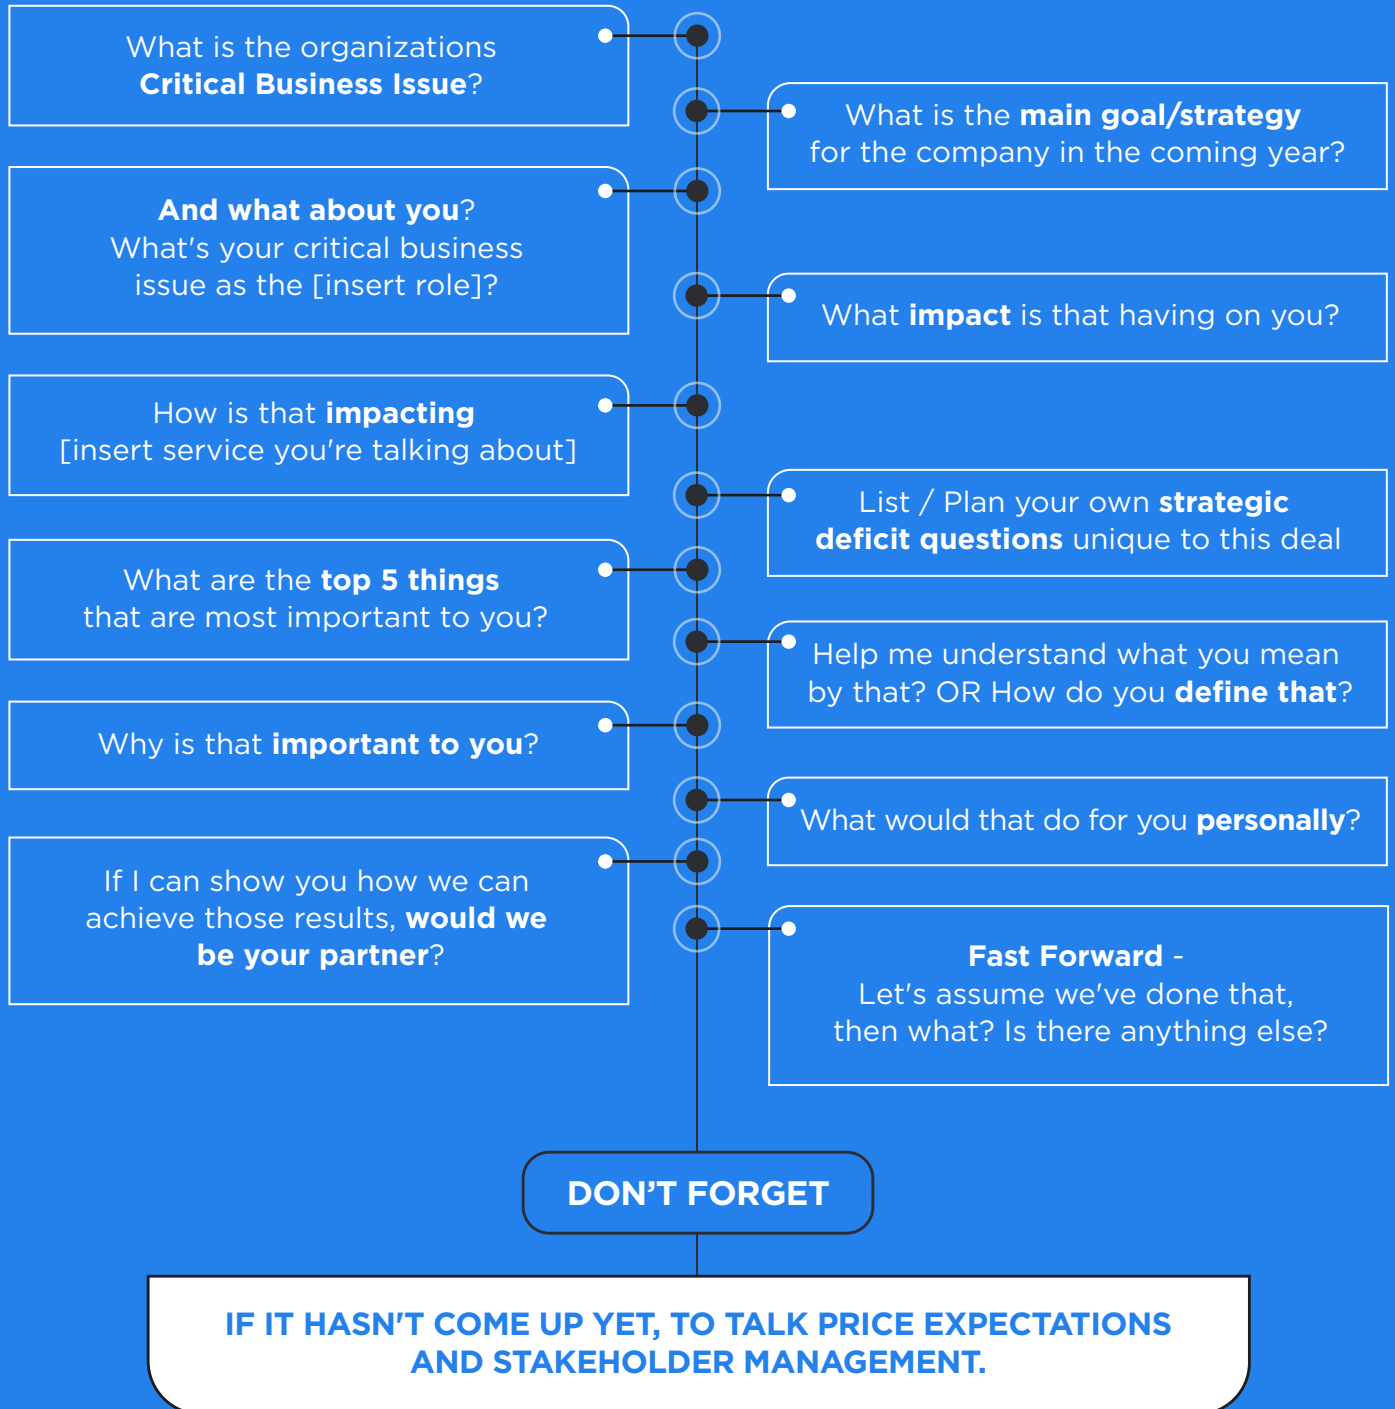 What is the organizations
Critical Business Issue?
What is the main goal/strategy
for the company in the coming year?
And what about you?
What's your critical business
issue as the [insert role]?
What impact is that having on you?
How is that impacting
[insert service you're talking about]
List / Plan your own strategic
deficit questions unique to this deal
What are the top 5 things
that are most important to you?
Help me understand what you mean
by that? OR How do you define that?
Why is that important to you?
What would that do for you personally?
If I can show you how we can
achieve those results, would we
be your partner?
Fast Forward -
Let's assume we've done that,
then what? Is there anything else?
DON'T FORGET
IF IT HASN'T COME UP YET, TO TALK PRICE EXPECTATIONS
AND STAKEHOLDER MANAGEMENT.